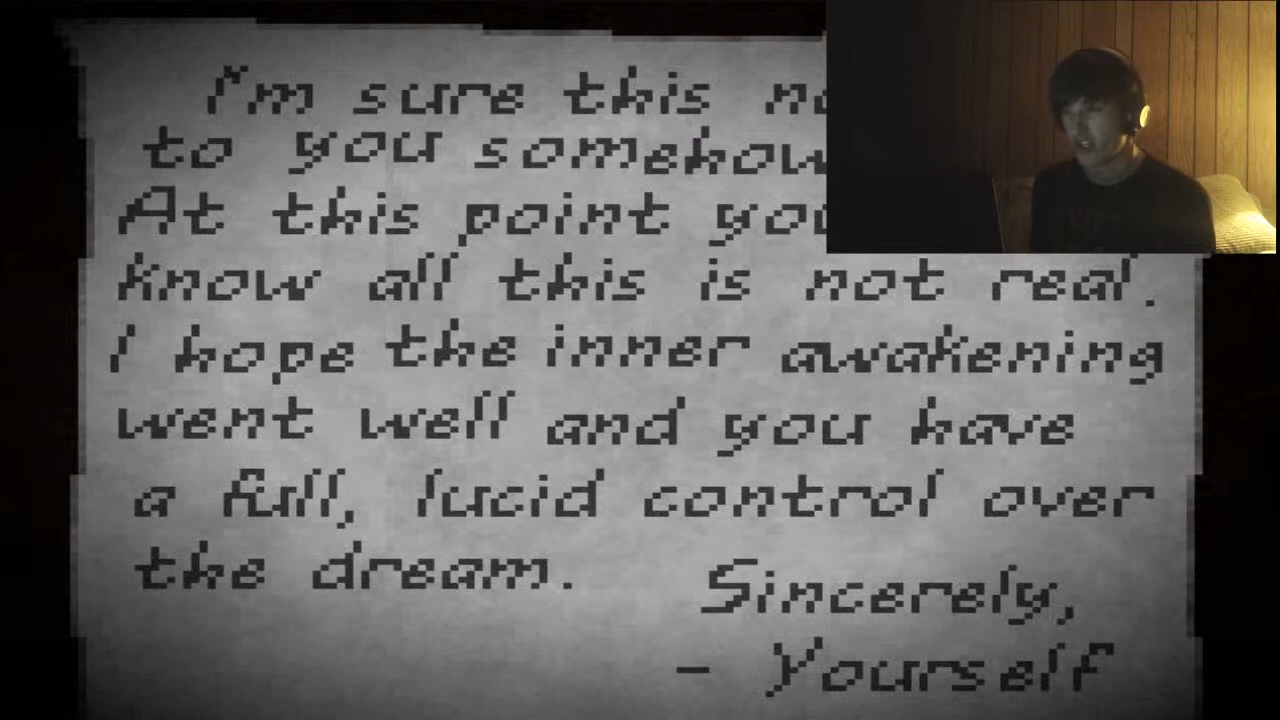 I'm sure this
to you somehow
At this point
know all this is not real.
I hope the inner awakening
went well and you have
a full, lucid control over
the dream.
Sincerely,
- Yourself